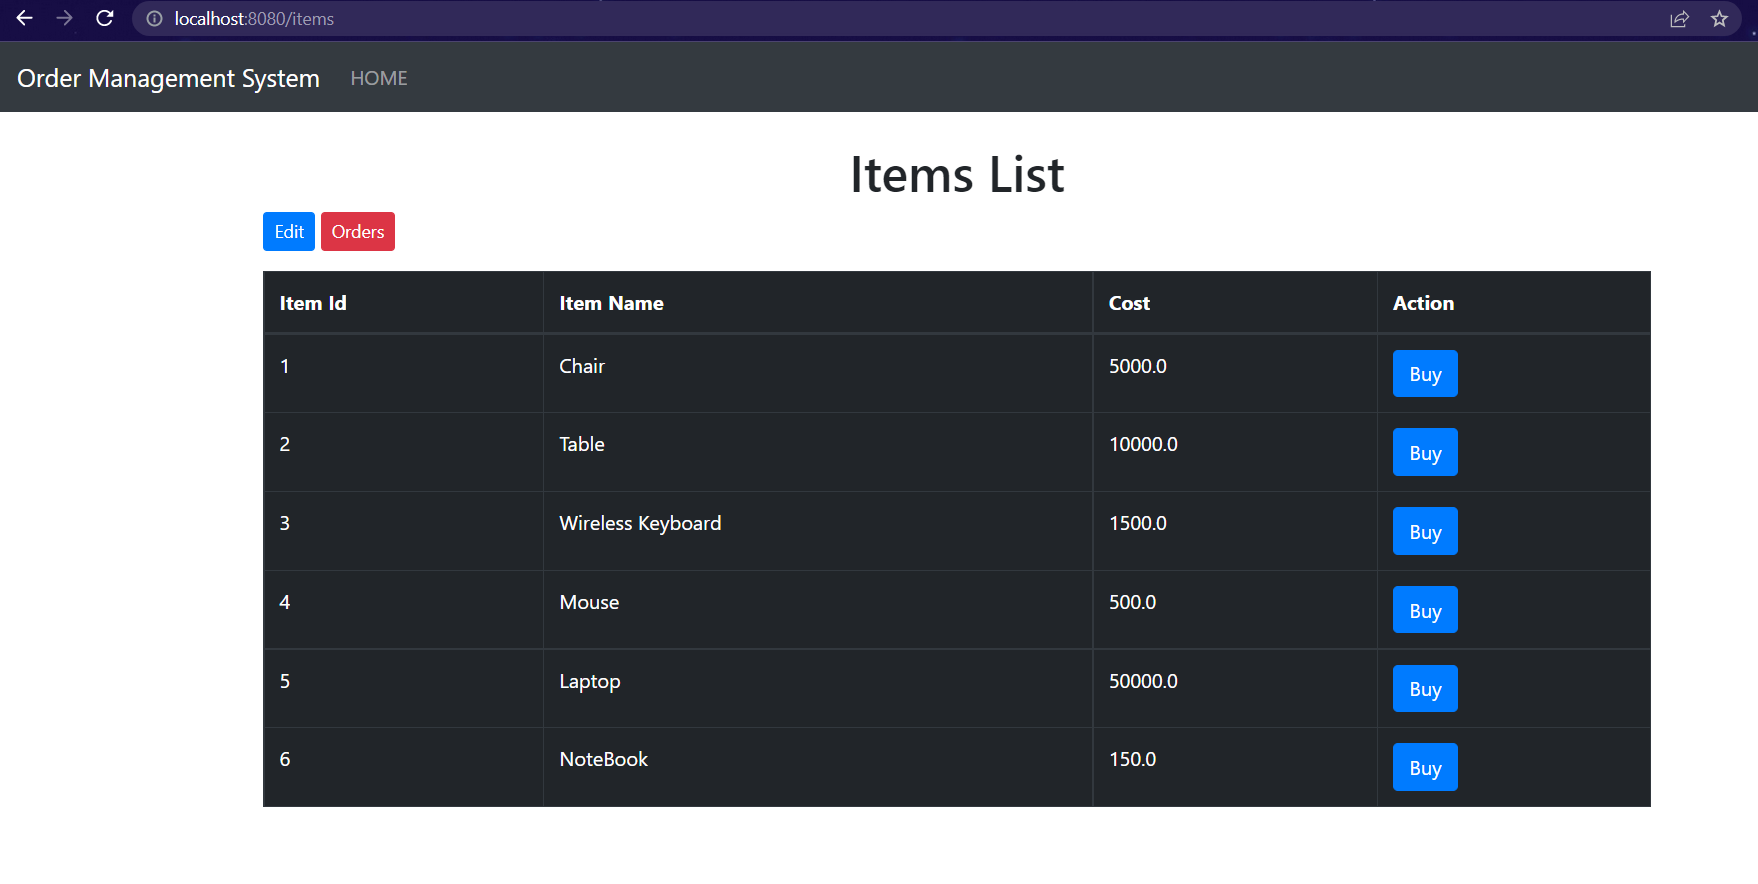 localhost:8080/items
Order Management System HOME
Items List
Edit Orders
Item Id Item Name Cost Action
1 Chair 5000.0 Buy
2 Table 10000.0 Buy
3 Wireless Keyboard 1500.0 Buy
4 Mouse 500.0 Buy
5 Laptop 50000.0 Buy
6 NoteBook 150.0 Buy